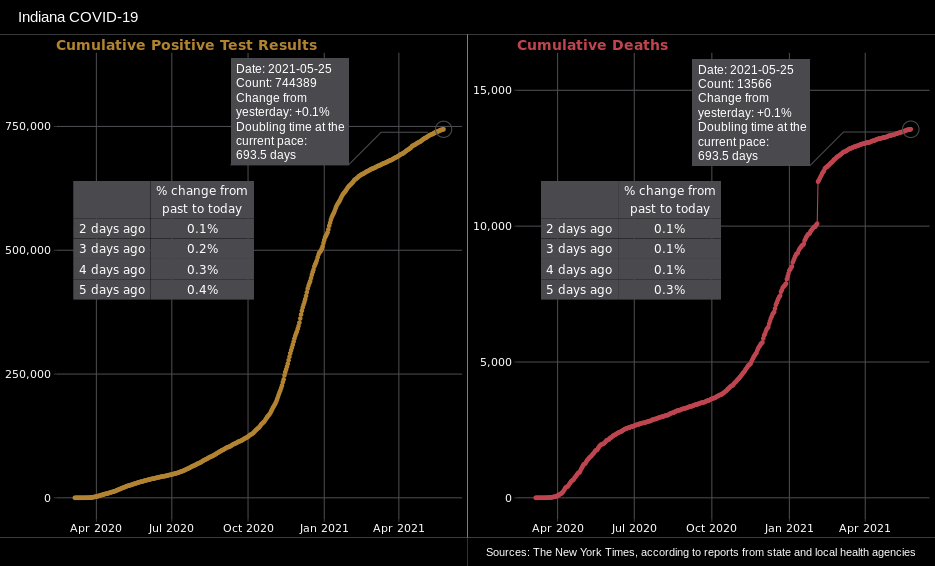 Indiana COVID-19
Cumulative Positive Test Results
Date: 2021-05-25
Count: 744389
Change from
yesterday: +0.1%
Doubling time at the
current pace:
693.5 days
% change from
past to today
2 days ago 0.1%
3 days ago 0.2%
4 days ago 0.3%
5 days ago 0.4%
750,000
500,000
250,000
0
Apr 2020 Jul 2020 Oct 2020 Jan 2021 Apr 2021
Cumulative Deaths
Date: 2021-05-25
Count: 13566
Change from
yesterday: +0.1%
Doubling time at the
current pace:
693.5 days
% change from
past to today
2 days ago 0.1%
3 days ago 0.1%
4 days ago 0.1%
5 days ago 0.3%
15,000
10,000
5,000
0
Apr 2020 Jul 2020 Oct 2020 Jan 2021 Apr 2021
Sources: The New York Times, according to reports from state and local health agencies